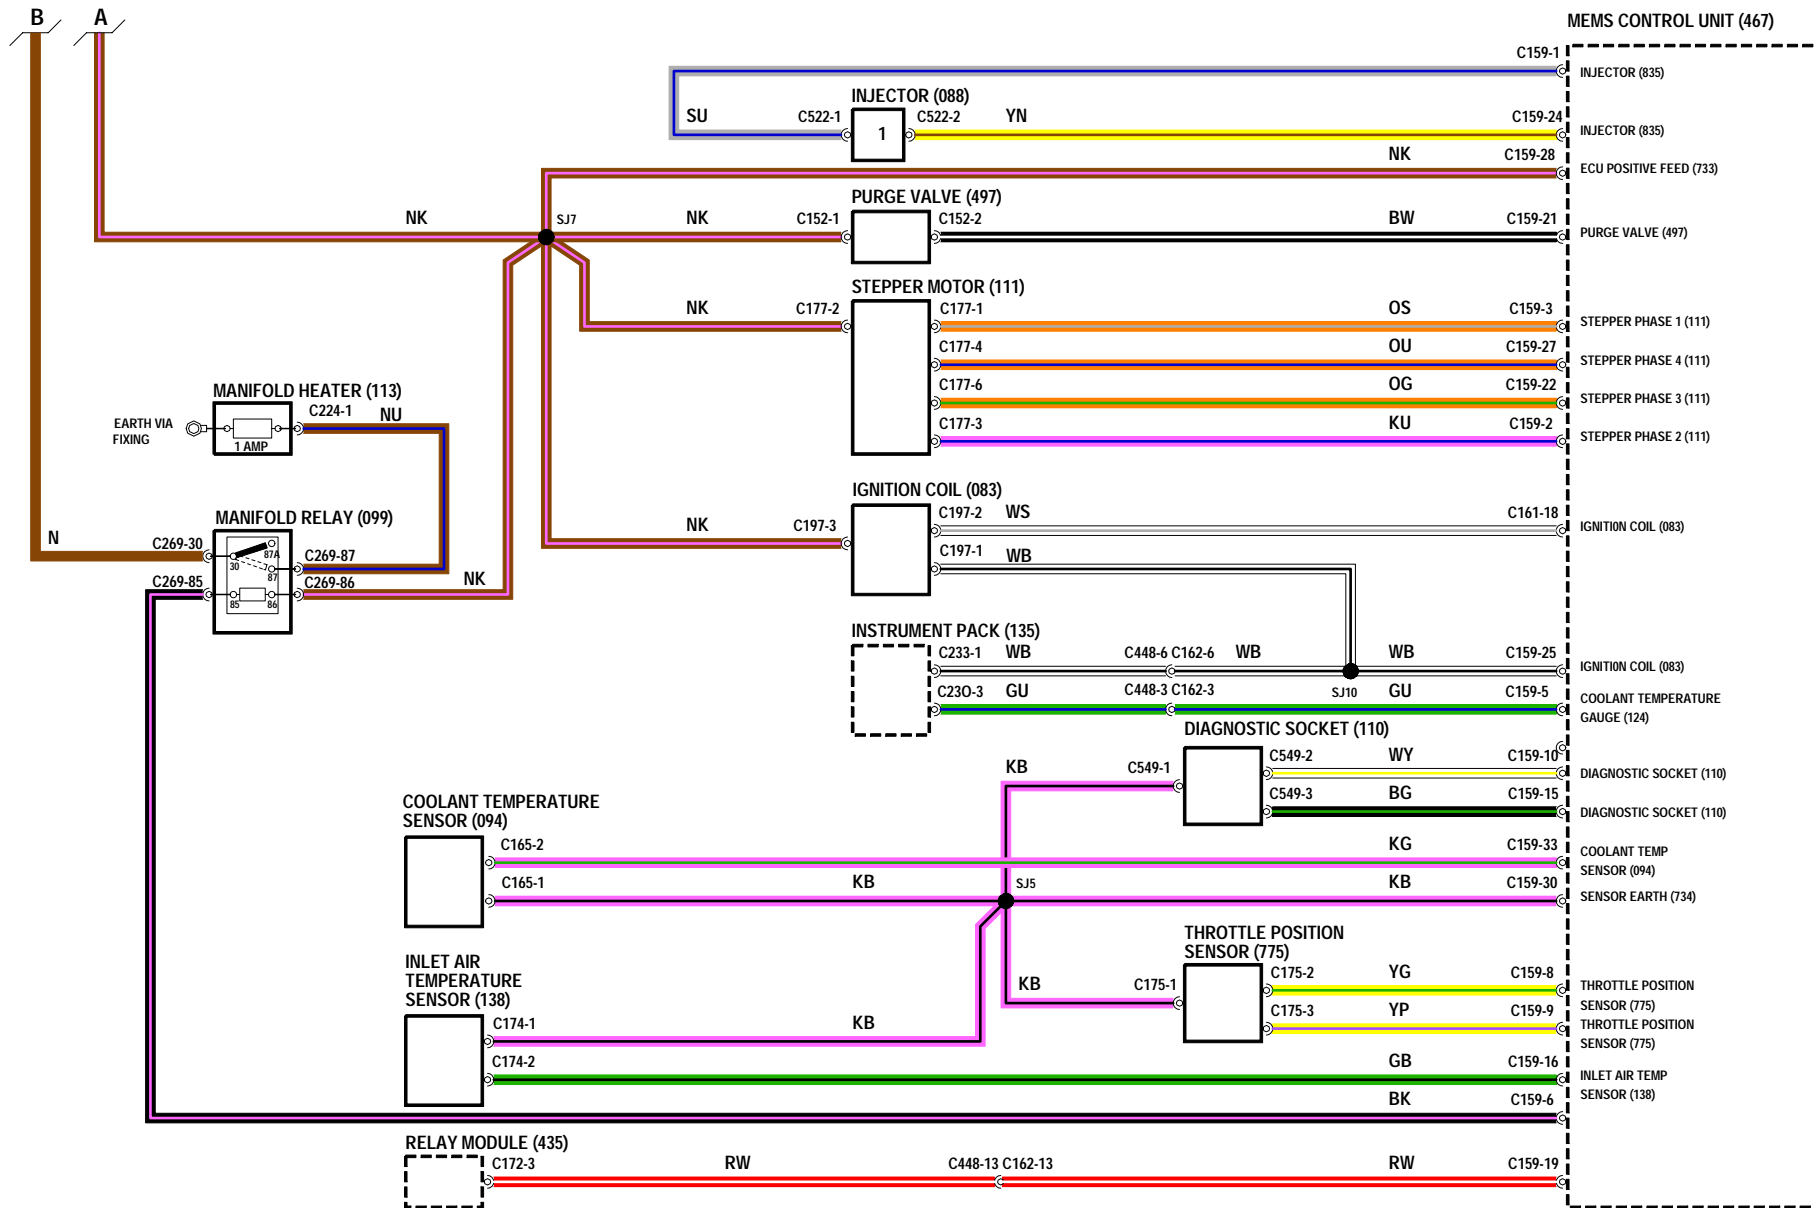 B
A
MEMS CONTROL UNIT (467)
C159-1
INJECTOR (835)
INJECTOR (088)
SU
C522-1
1
C522-2
YN
C159-24
INJECTOR (835)
NK
C159-28
ECU POSITIVE FEED (733)
PURGE VALVE (497)
NK
SJ7
NK
C152-1
C152-2
BW
C159-21
PURGE VALVE (497)
STEPPER MOTOR (111)
NK
C177-2
C177-1
OS
C159-3
STEPPER PHASE 1 (111)
C177-4
OU
C159-27
STEPPER PHASE 4 (111)
C177-6
OG
C159-22
STEPPER PHASE 3 (111)
C177-3
KU
C159-2
STEPPER PHASE 2 (111)
MANIFOLD HEATER (113)
C224-1
NU
EARTH VIA
FIXING
1 AMP
IGNITION COIL (083)
NK
C197-3
C197-2
WS
C161-18
IGNITION COIL (083)
C197-1
WB
MANIFOLD RELAY (099)
N
C269-30
30
87A
87
C269-87
C269-85
85
86
C269-86
NK
INSTRUMENT PACK (135)
C233-1
WB
C448-6
C162-6
WB
WB
C159-25
IGNITION COIL (083)
C230-3
GU
C448-3
C162-3
SJ10
GU
C159-5
COOLANT TEMPERATURE
GAUGE (124)
DIAGNOSTIC SOCKET (110)
KB
C549-1
C549-2
WY
C159-10
DIAGNOSTIC SOCKET (110)
C549-3
BG
C159-15
DIAGNOSTIC SOCKET (110)
COOLANT TEMPERATURE
SENSOR (094)
C165-2
KG
C159-33
COOLANT TEMP
SENSOR (094)
C165-1
KB
SJ5
KB
C159-30
SENSOR EARTH (734)
THROTTLE POSITION
SENSOR (775)
KB
C175-1
C175-2
YG
C159-8
THROTTLE POSITION
SENSOR (775)
C175-3
YP
C159-9
THROTTLE POSITION
SENSOR (775)
INLET AIR
TEMPERATURE
SENSOR (138)
C174-1
KB
C174-2
GB
C159-16
INLET AIR TEMP
SENSOR (138)
BK
C159-6
RELAY MODULE (435)
C172-3
RW
C448-13
C162-13
RW
C159-19